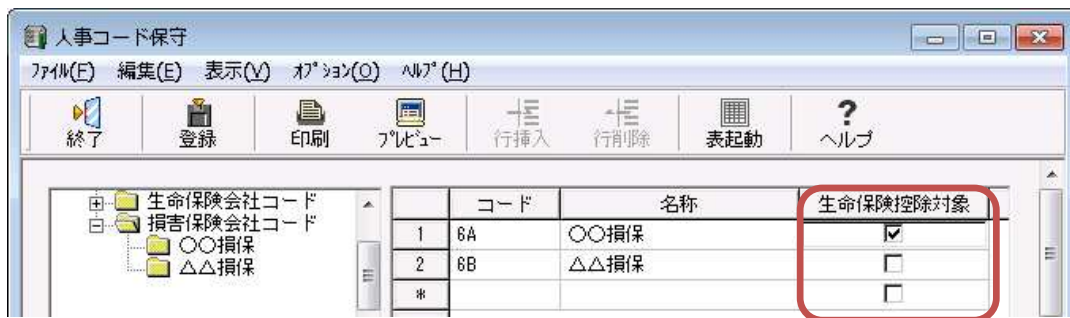 人事コード保守
ファイル(F) 編集(E) 表示(V) オプション(O) ヘルプ(H)
終了 登録 印刷 プレビュー 行挿入 行削除 表起動 ? ヘルプ
生命保険会社コード
損害保険会社コード
〇〇損保
△△損保
コード 名称 生命保険控除対象
1 6A 〇〇損保
2 6B △△損保
*